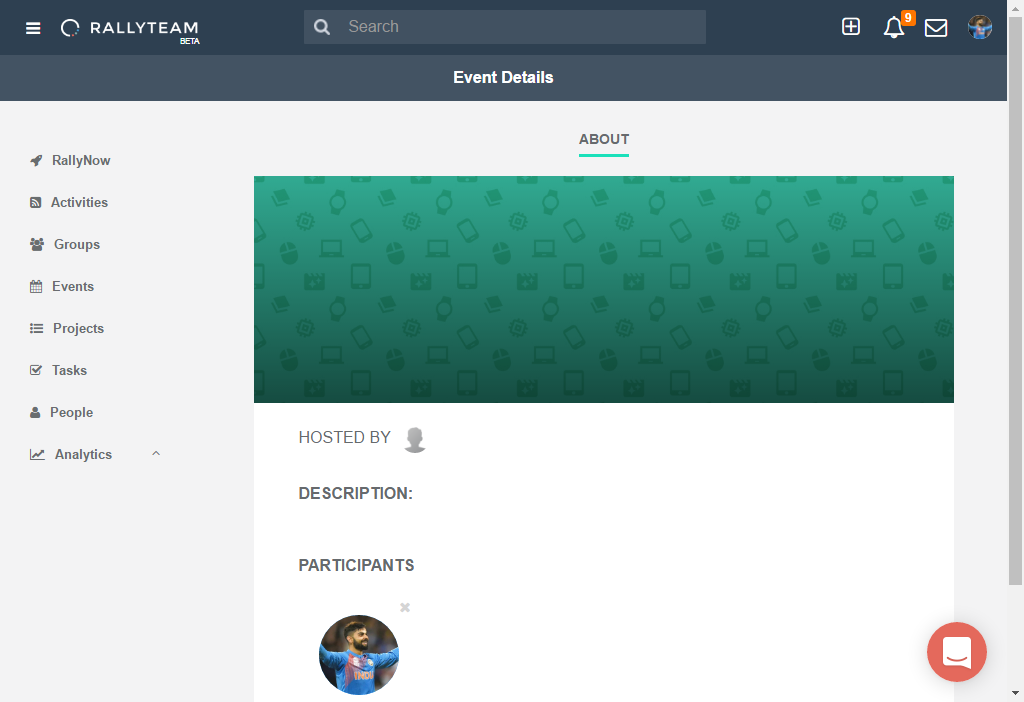 RALLYTEAM
BETA
Search
9
Event Details
ABOUT
RallyNow
Activities
Groups
Events
Projects
Tasks
People
Analytics
HOSTED BY
DESCRIPTION:
PARTICIPANTS
INDIA